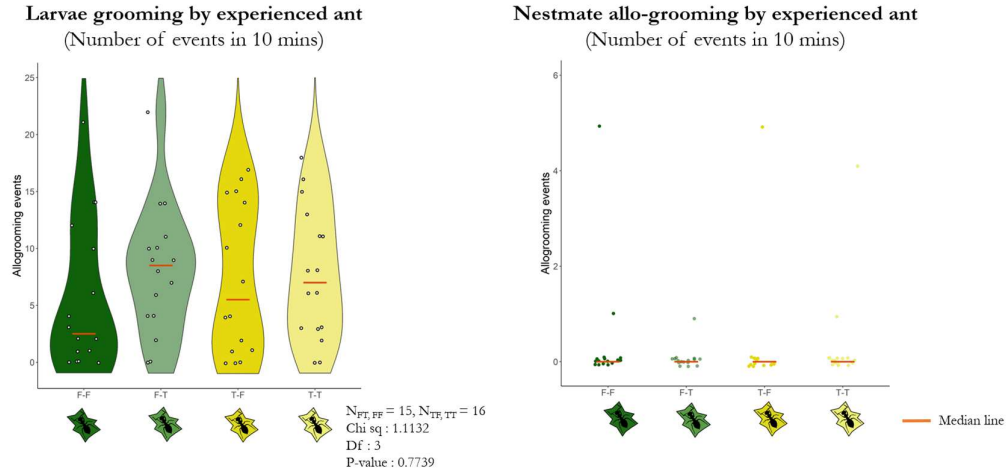 Larvae grooming by experienced ant
(Number of events in 10 mins)
Allogrooming events
25
20
15
10
5
0
F-F
F-T
T-F
T-T
N_FT, FF = 15, N_TF, TT = 16
Chi sq : 1.1132
Df : 3
P-value : 0.7739
Nestmate allo-grooming by experienced ant
(Number of events in 10 mins)
Allogrooming events
6
4
2
0
F-F
F-T
T-F
T-T
Median line